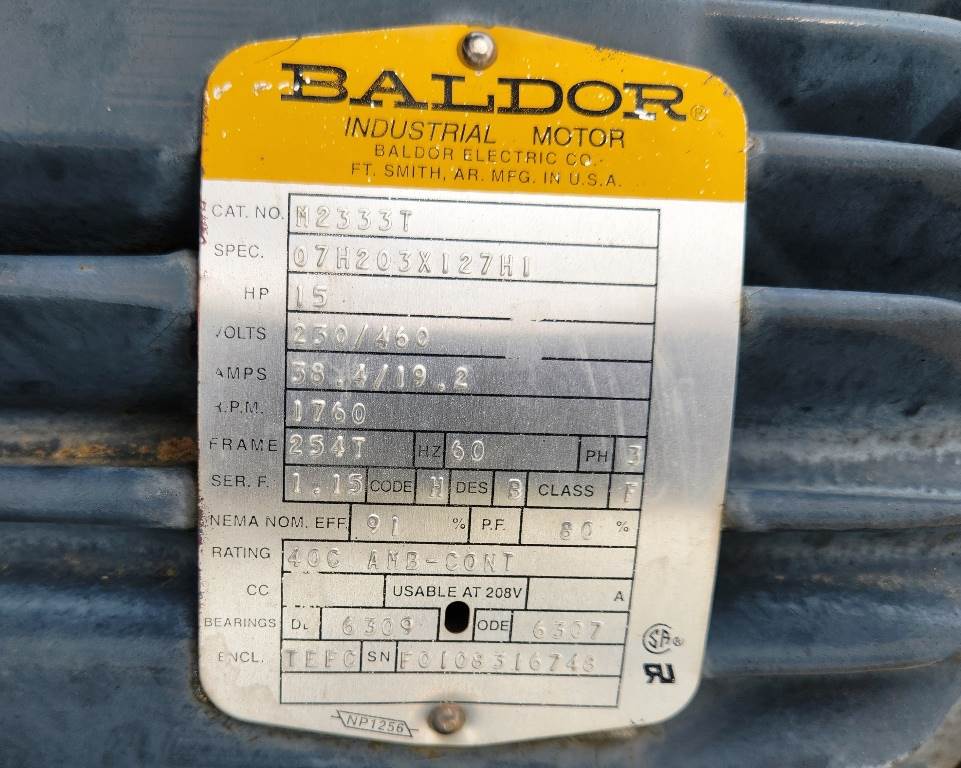 BALDOR®
INDUSTRIAL MOTOR
BALDOR ELECTRIC CO.
FT. SMITH, AR. MFG. IN U.S.A.
CAT. NO. M2333T
SPEC. 07H203X127H1
HP 15
VOLTS 230/460
AMPS 38.4/19.2
R.P.M. 1760
FRAME 254T HZ 60 PH 3
SER. F. 1.15 CODE H DES B CLASS F
NEMA NOM. EFF. 91 % P.F. 80 %
RATING 40C AMB-CONT
CC USABLE AT 208V A
BEARINGS DE 6309 ODE 6307
ENCL. TEFC SN F0108316748
SA®
NP1256